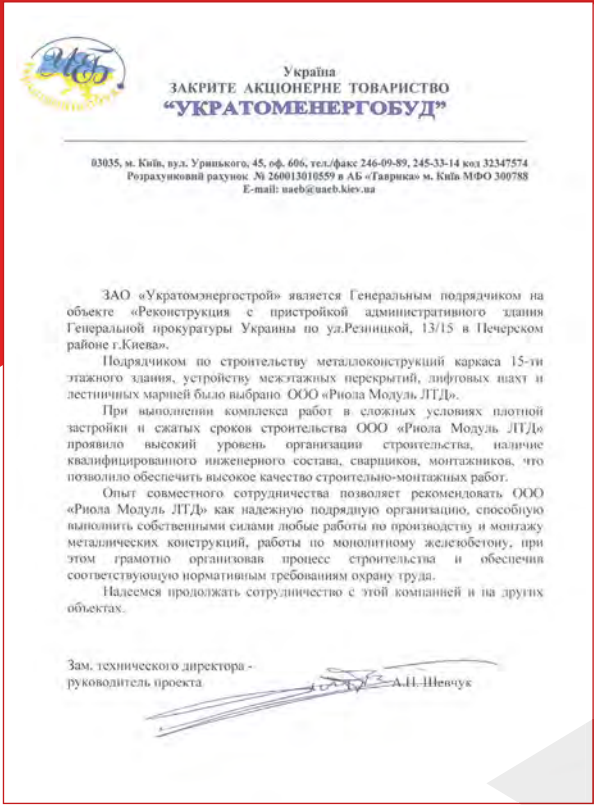 УЕБ
Україна
ЗАКРИТЕ АКЦІОНЕРНЕ ТОВАРИСТВО
“УКРАТОМЕНЕРГОБУД”
03035, м. Київ, вул. Урицького, 45, оф. 606, тел./факс 246-09-89, 245-33-14 код 32347574
Розрахунковий рахунок № 260013010559 в АБ «Таврика» м. Київ МФО 300788
E-mail: uaeb@uaeb.kiev.ua
ЗАО «Укратомэнергострой» является Генеральным подрядчиком на
объекте «Реконструкция с пристройкой административного здания
Генеральной прокуратуры Украины по ул.Резницкой, 13/15 в Печерском
районе г.Киева».
Подрядчиком по строительству металлоконструкций каркаса 15-ти
этажного здания, устройству межэтажных перекрытий, лифтовых шахт и
лестничных маршей было выбрано ООО «Риола Модуль ЛТД».
При выполнении комплекса работ в сложных условиях плотной
застройки и сжатых сроков строительства ООО «Риола Модуль ЛТД»
проявило высокий уровень организации строительства, наличие
квалифицированного инженерного состава, сварщиков, монтажников, что
позволило обеспечить высокое качество строительно-монтажных работ.
Опыт совместного сотрудничества позволяет рекомендовать ООО
«Риола Модуль ЛТД» как надежную подрядную организацию, способную
выполнить собственными силами любые работы по производству и монтажу
металлических конструкций, работы по монолитному железобетону, при
этом грамотно организовав процесс строительства и обеспечив
соответствующую нормативным требованиям охрану труда.
Надеемся продолжать сотрудничество с этой компанией и на других
объектах.
Зам. технического директора -
руководитель проекта А.П. Шевчук